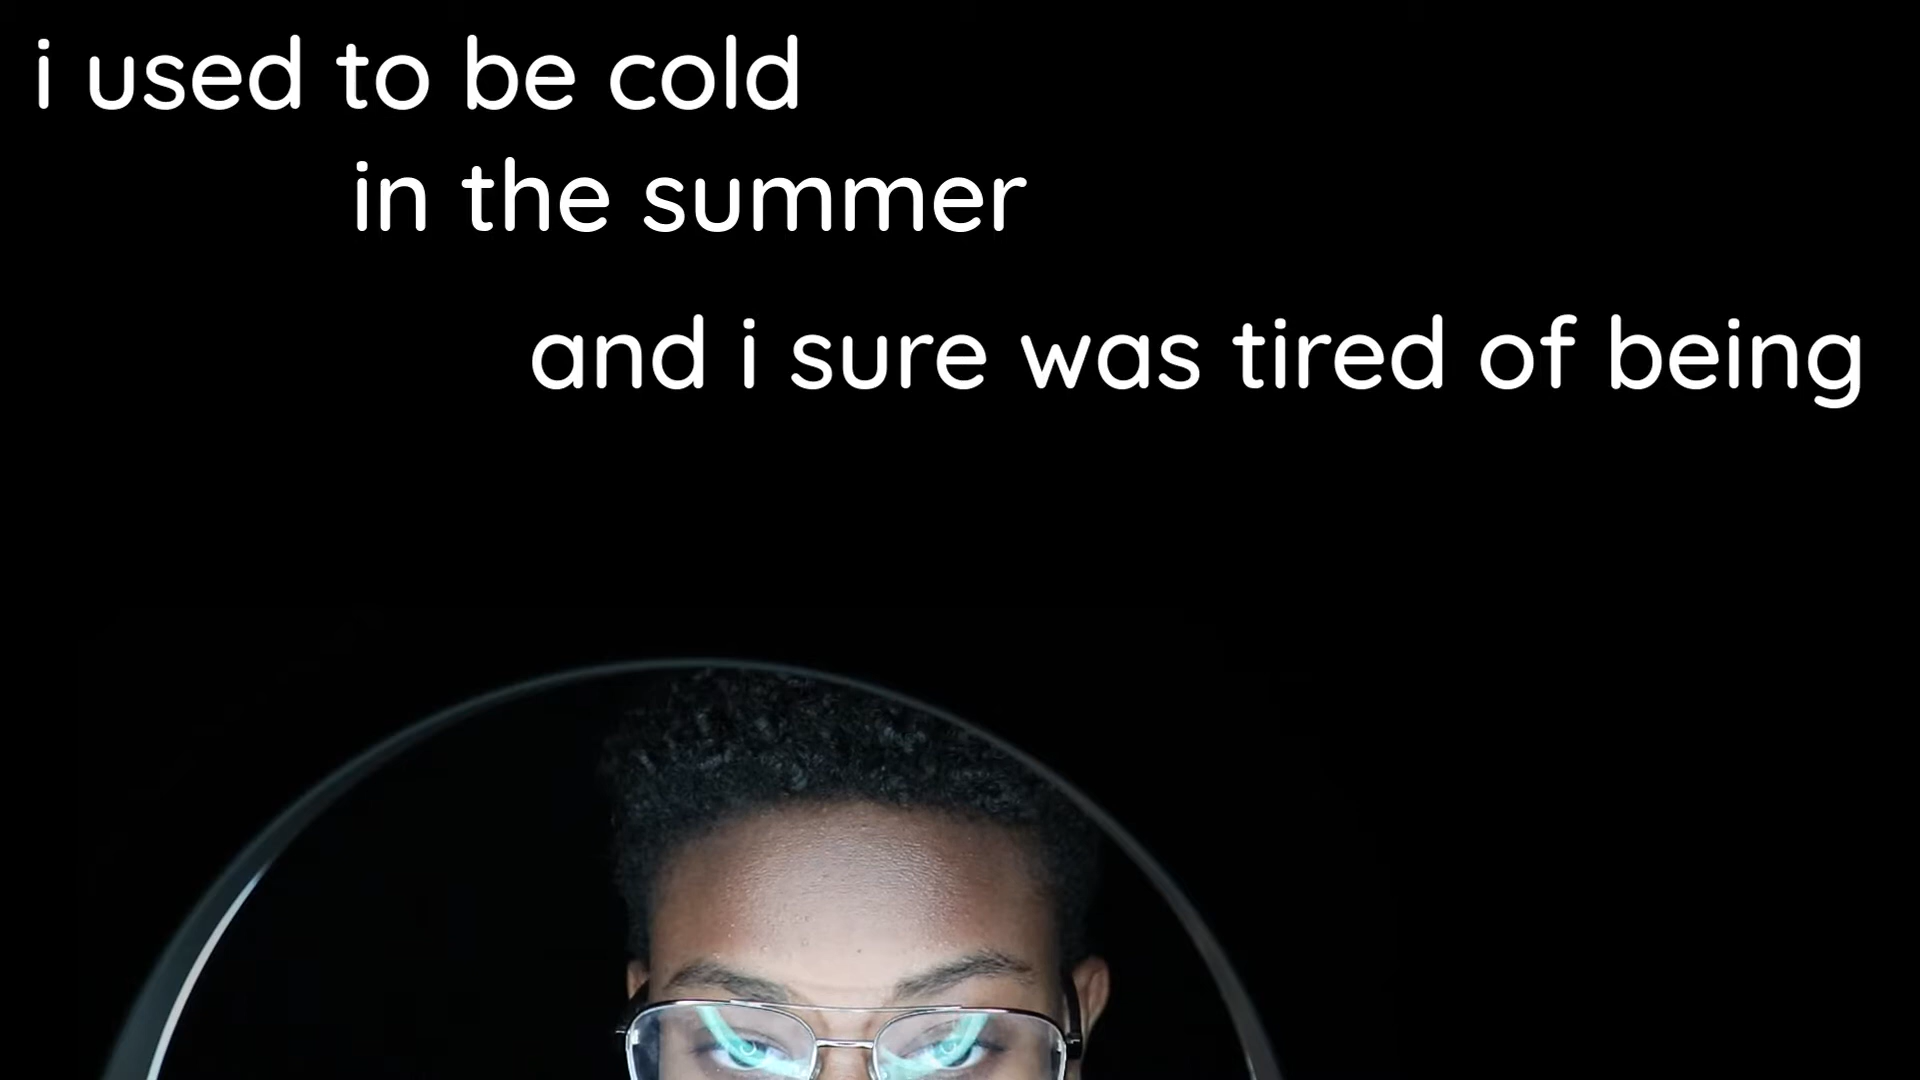 i used to be cold
in the summer
and i sure was tired of being